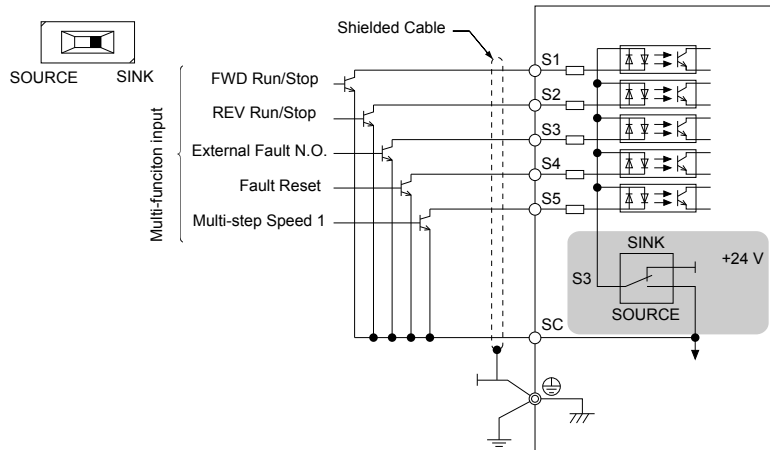 SOURCE SINK
Shielded Cable
Multi-funciton input
FWD Run/Stop
REV Run/Stop
External Fault N.O.
Fault Reset
Multi-step Speed 1
S1
S2
S3
S4
S5
SINK
+24 V
S3
SOURCE
SC